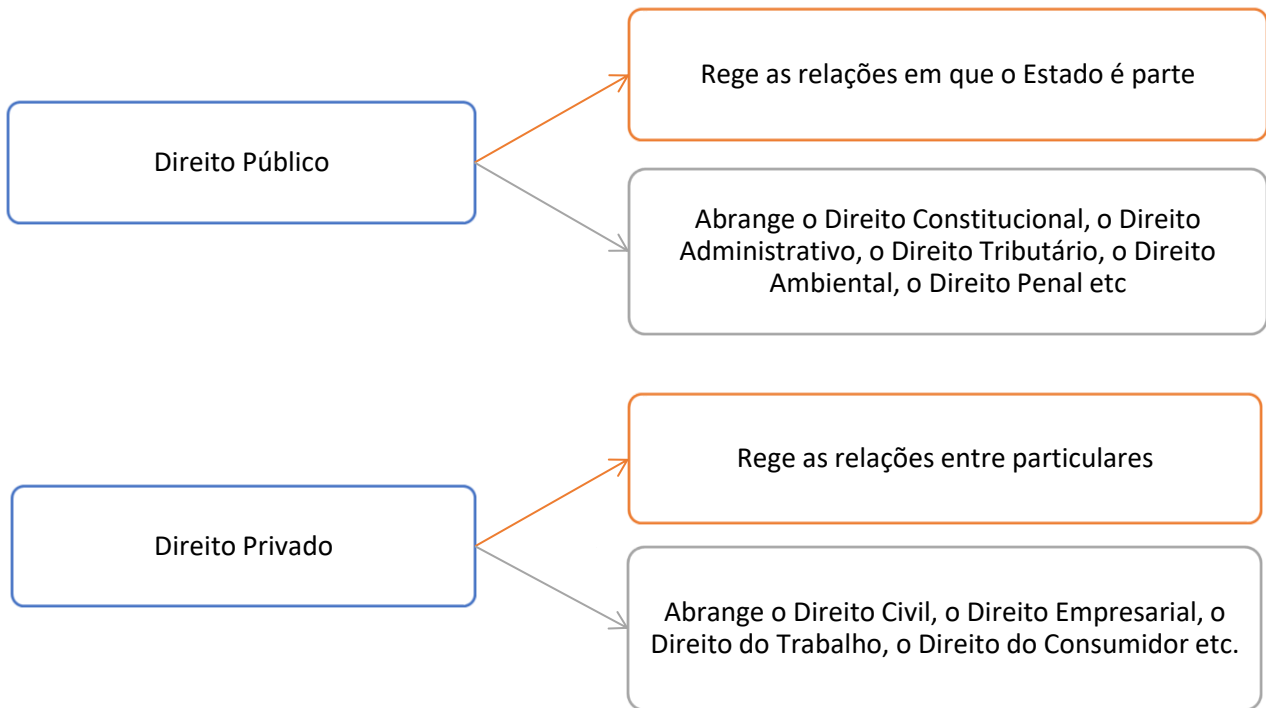 Direito Público
Rege as relações em que o Estado é parte
Abrange o Direito Constitucional, o Direito
Administrativo, o Direito Tributário, o Direito
Ambiental, o Direito Penal etc
Direito Privado
Rege as relações entre particulares
Abrange o Direito Civil, o Direito Empresarial, o
Direito do Trabalho, o Direito do Consumidor etc.